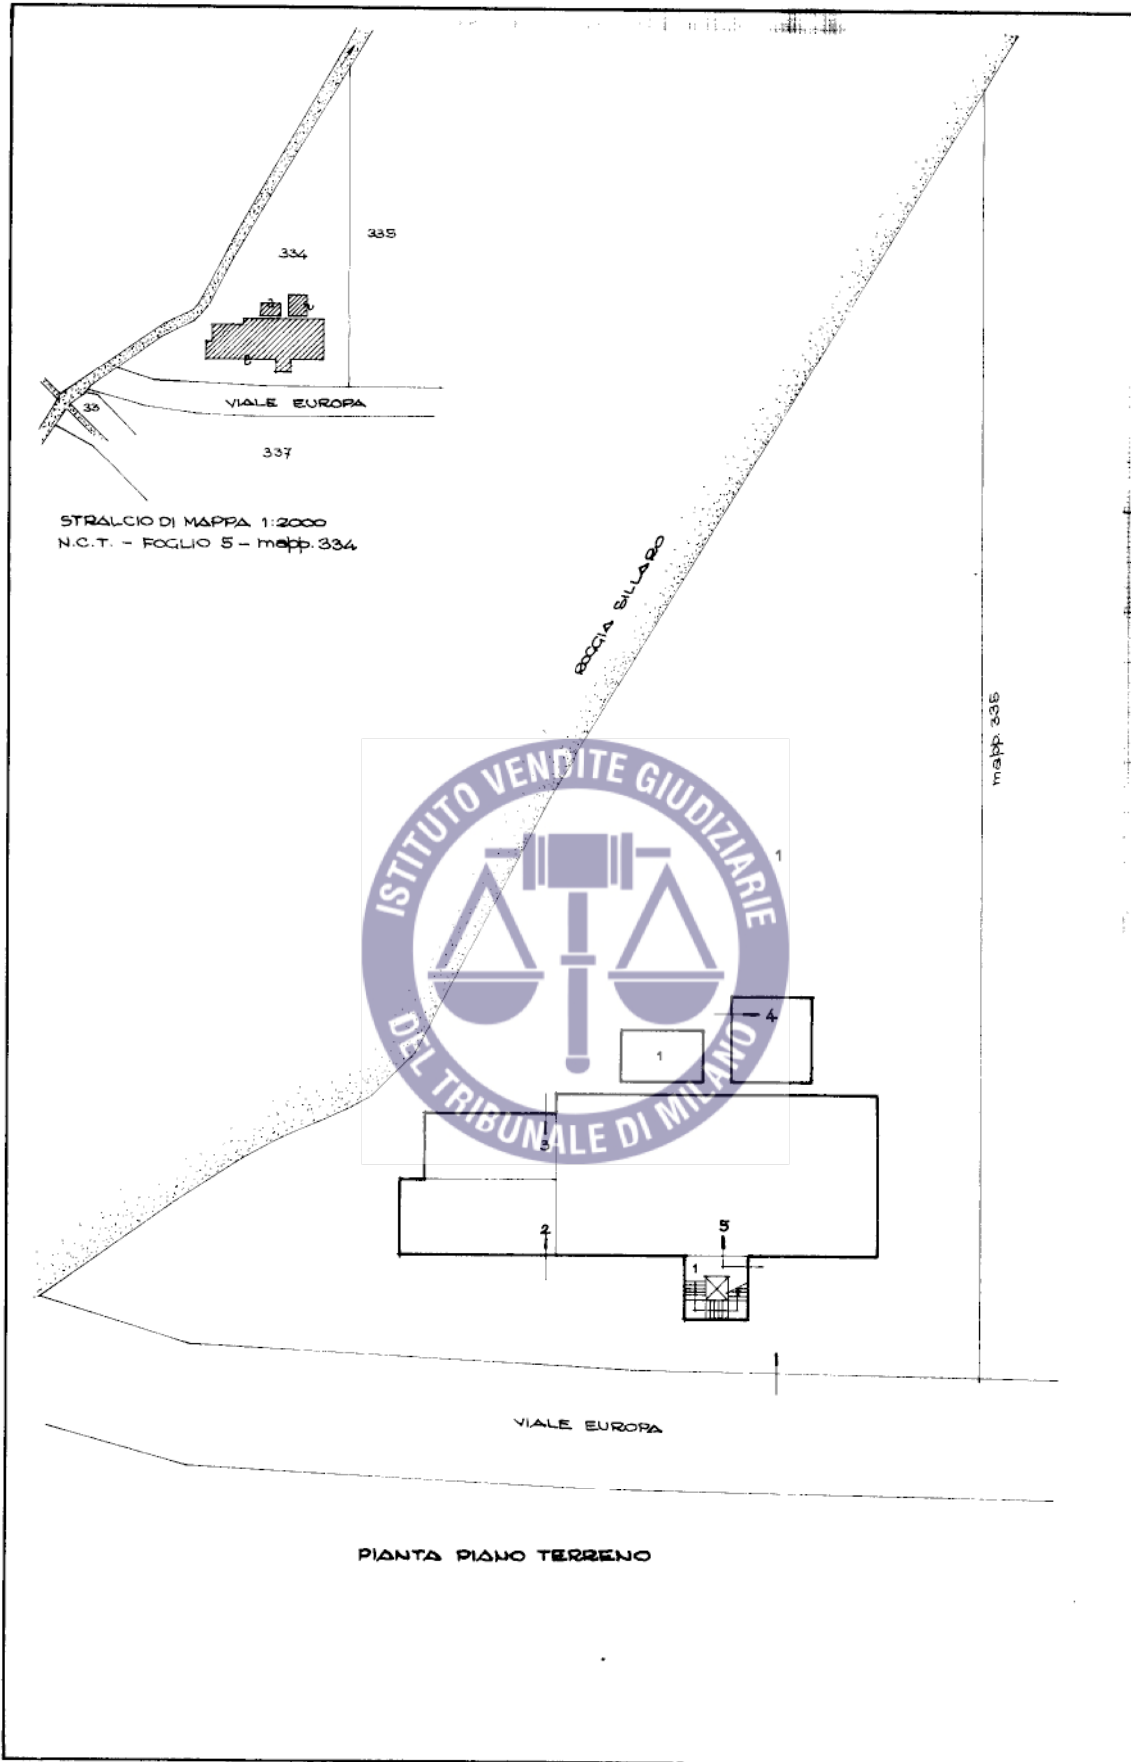 335
334
VIALE EUROPA
33
337
STRALCIO DI MAPPA 1:2000
N.C.T. - FOGLIO 5 - mapp. 334
ROGGIA SILLARO
mapp. 335
ISTITUTO VENDITE GIUDIZIARIE
DEL TRIBUNALE DI MILANO
1
4
1
3
2
5
1
VIALE EUROPA
PIANTA PIANO TERRENO